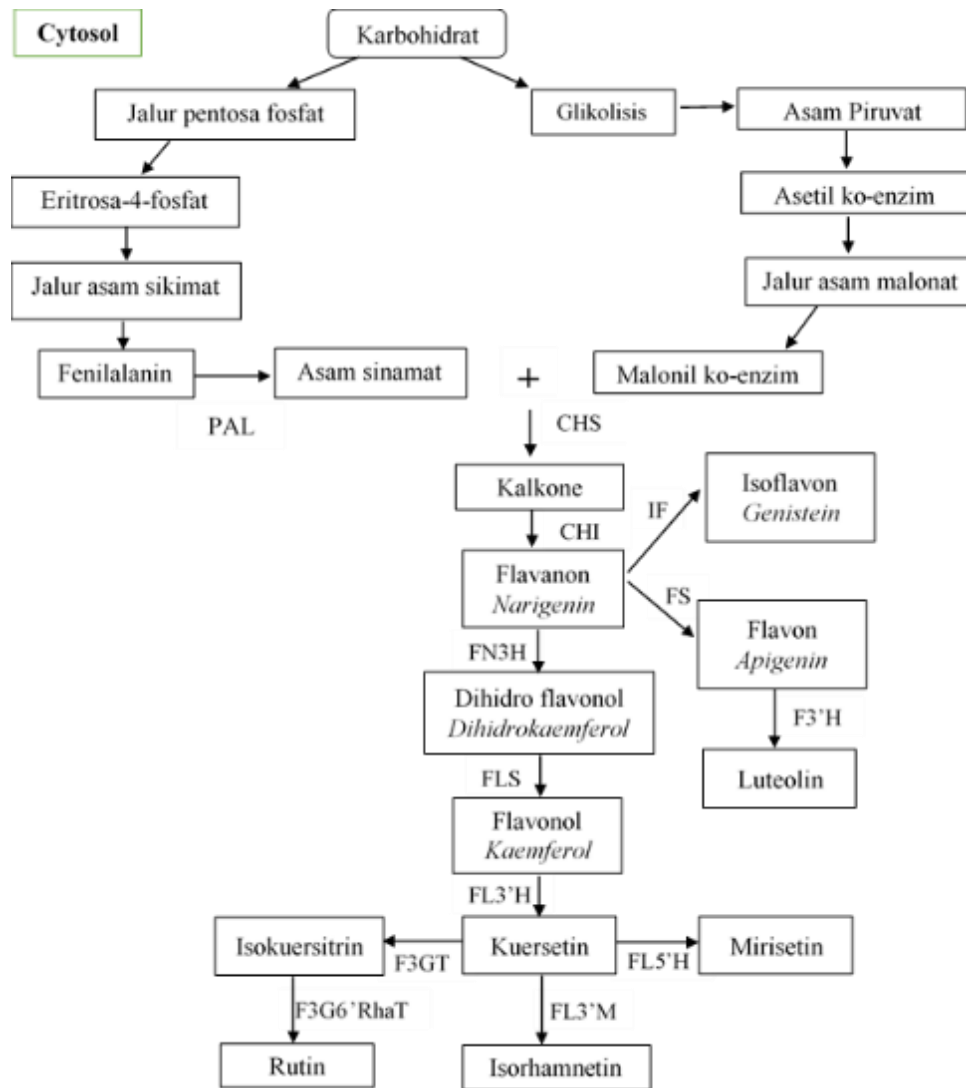 Cytosol
Karbohidrat
Jalur pentosa fosfat
Glikolisis
Asam Piruvat
Eritrosa-4-fosfat
Asetil ko-enzim
Jalur asam sikimat
Jalur asam malonat
Fenilalanin
Asam sinamat
+
Malonil ko-enzim
PAL
CHS
Kalkone
IF
Isoflavon
Genistein
CHI
Flavanon
Narigenin
FS
Flavon
Apigenin
FN3H
Dihidro flavonol
Dihidrokaemferol
F3’H
FLS
Luteolin
Flavonol
Kaemferol
FL3’H
Isokuersitrin
F3GT
Kuersetin
FL5’H
Mirisetin
F3G6’RhaT
FL3’M
Rutin
Isorhamnetin